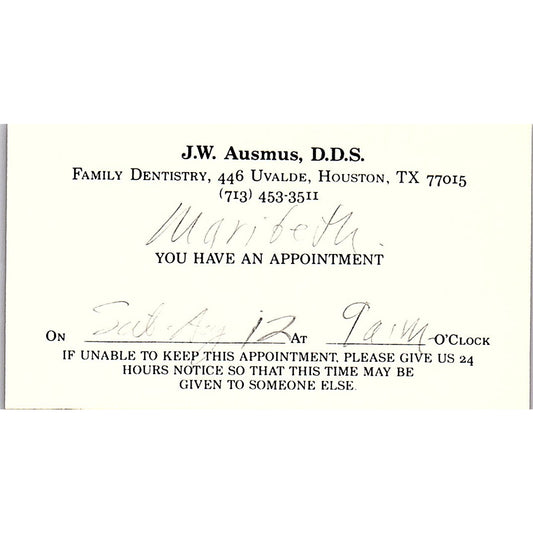 J.W. Ausmus, D.D.S.
Family Dentistry, 446 Uvalde, Houston, TX 77015
(713) 453-3511
Maribeth.
YOU HAVE AN APPOINTMENT
On Sat. Aug 12 At 9 a.m O'Clock
IF UNABLE TO KEEP THIS APPOINTMENT, PLEASE GIVE US 24
HOURS NOTICE SO THAT THIS TIME MAY BE
GIVEN TO SOMEONE ELSE.